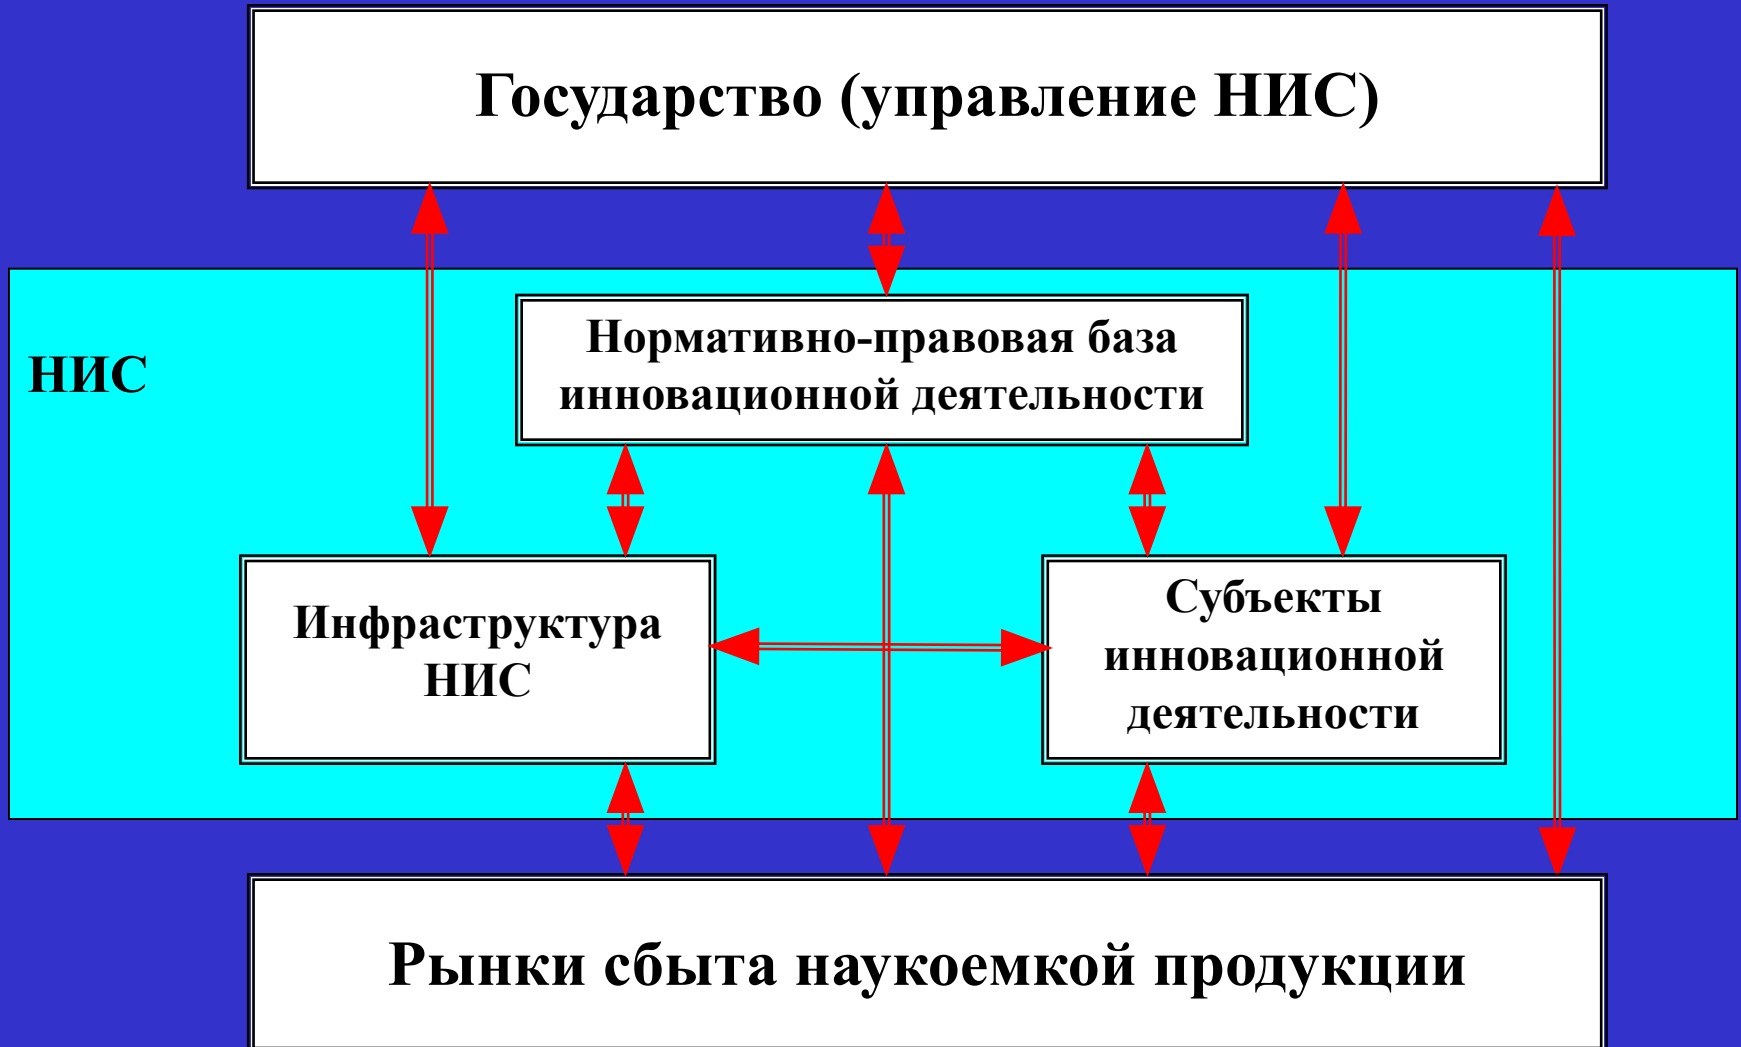 Государство (управление НИС)
НИС
Нормативно-правовая база
инновационной деятельности
Инфраструктура
НИС
Субъекты
инновационной
деятельности
Рынки сбыта наукоемкой продукции